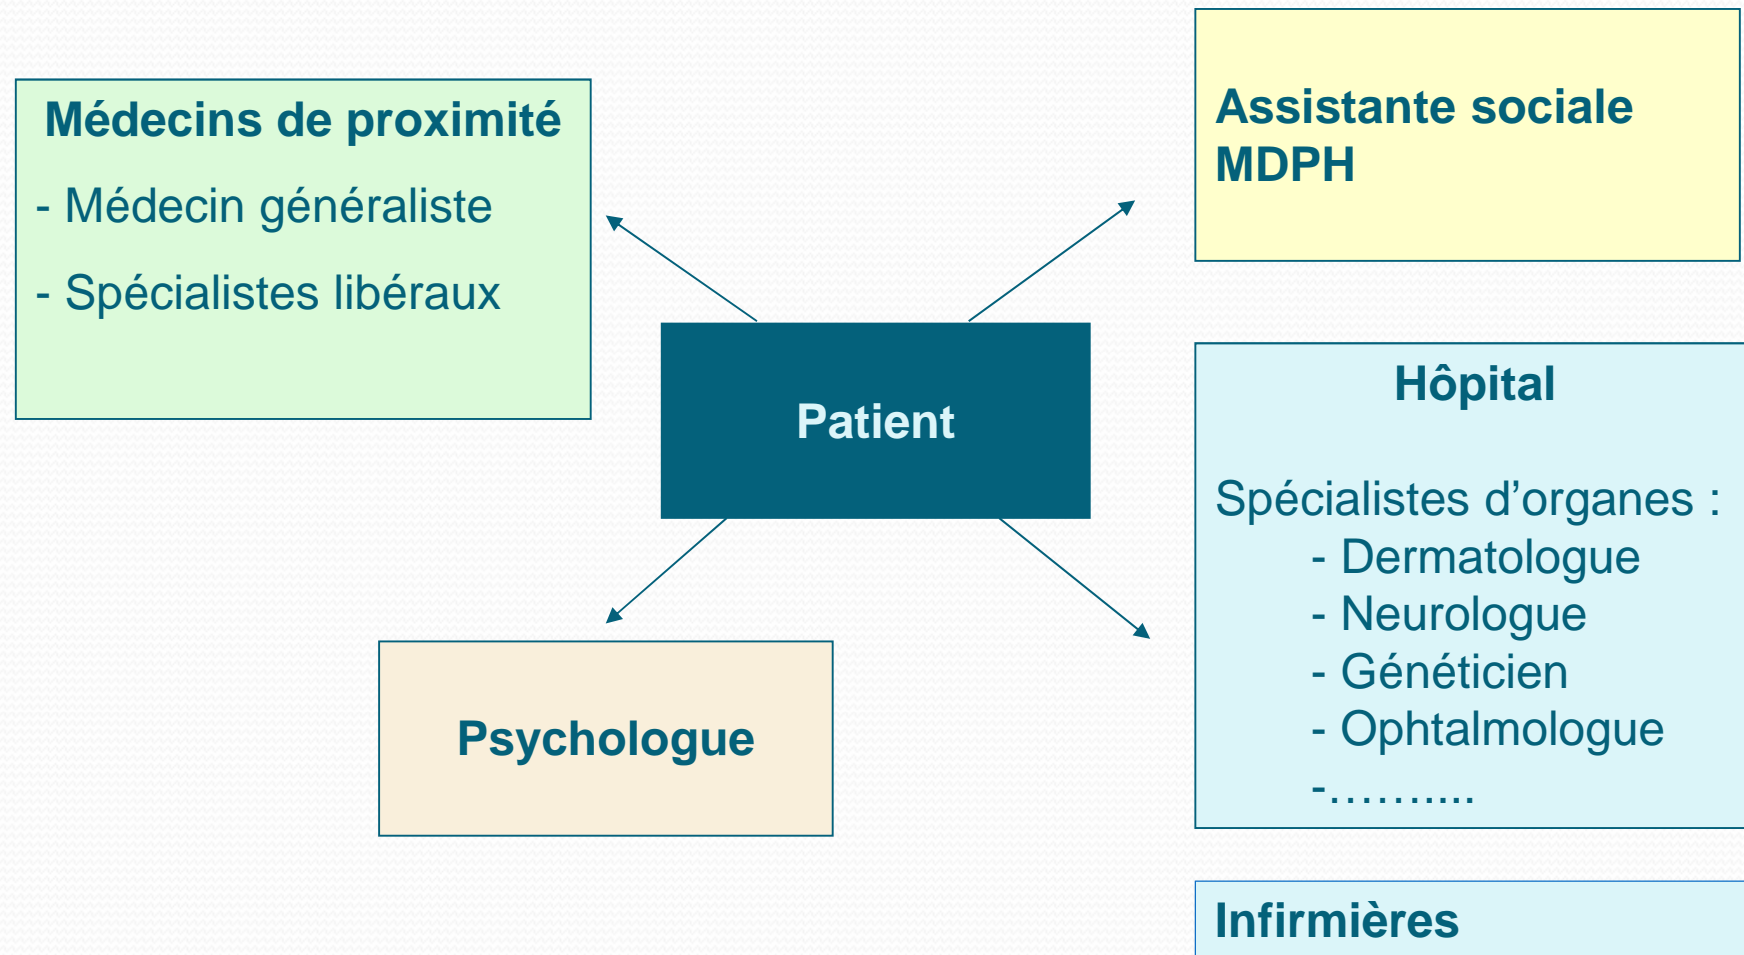 Médecins de proximité
- Médecin généraliste
- Spécialistes libéraux
Assistante sociale
MDPH
Patient
Hôpital
Spécialistes d’organes :
- Dermatologue
- Neurologue
- Généticien
- Ophtalmologue
-……....
Psychologue
Infirmières